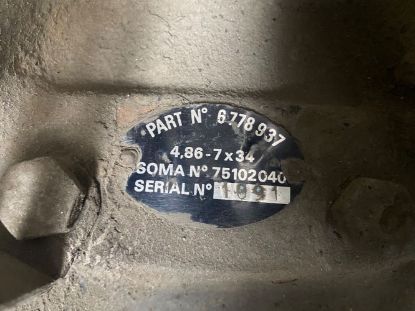 PART N° 6778937
4,86-7x34
SOMA N° 75102040
SERIAL N° 1091